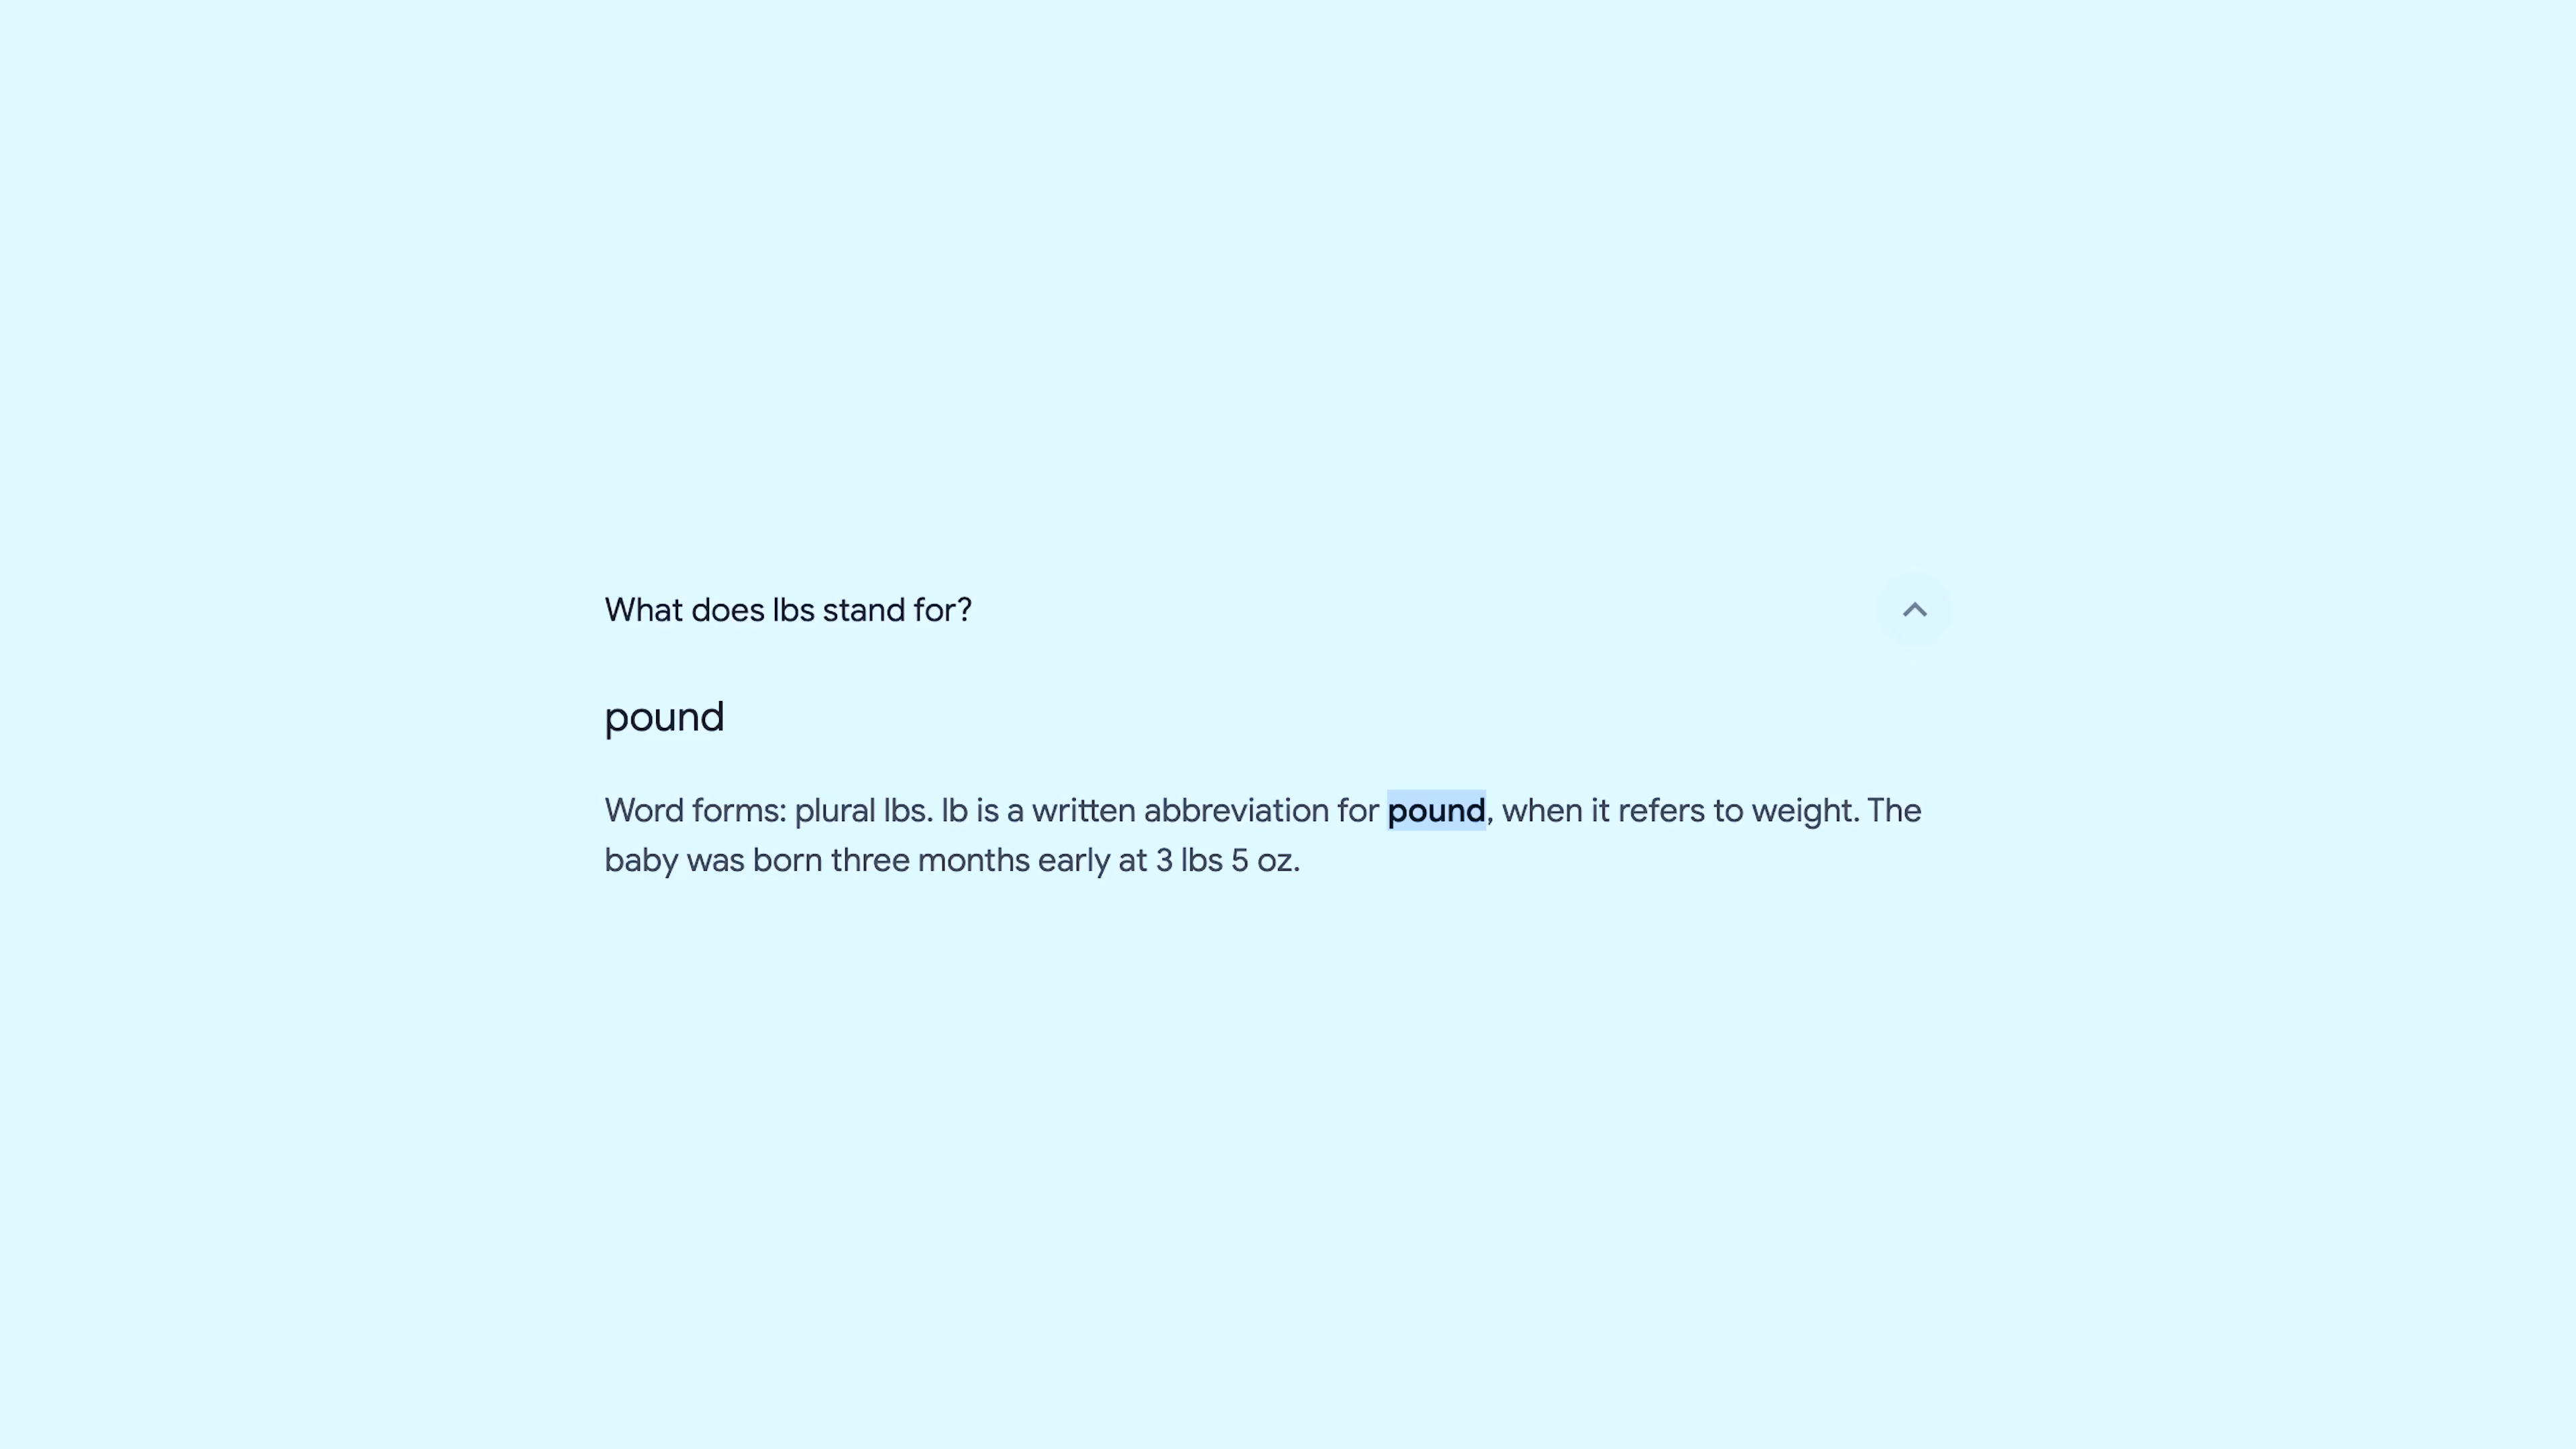 What does lbs stand for?
pound
Word forms: plural lbs. lb is a written abbreviation for pound, when it refers to weight. The
baby was born three months early at 3 lbs 5 oz.